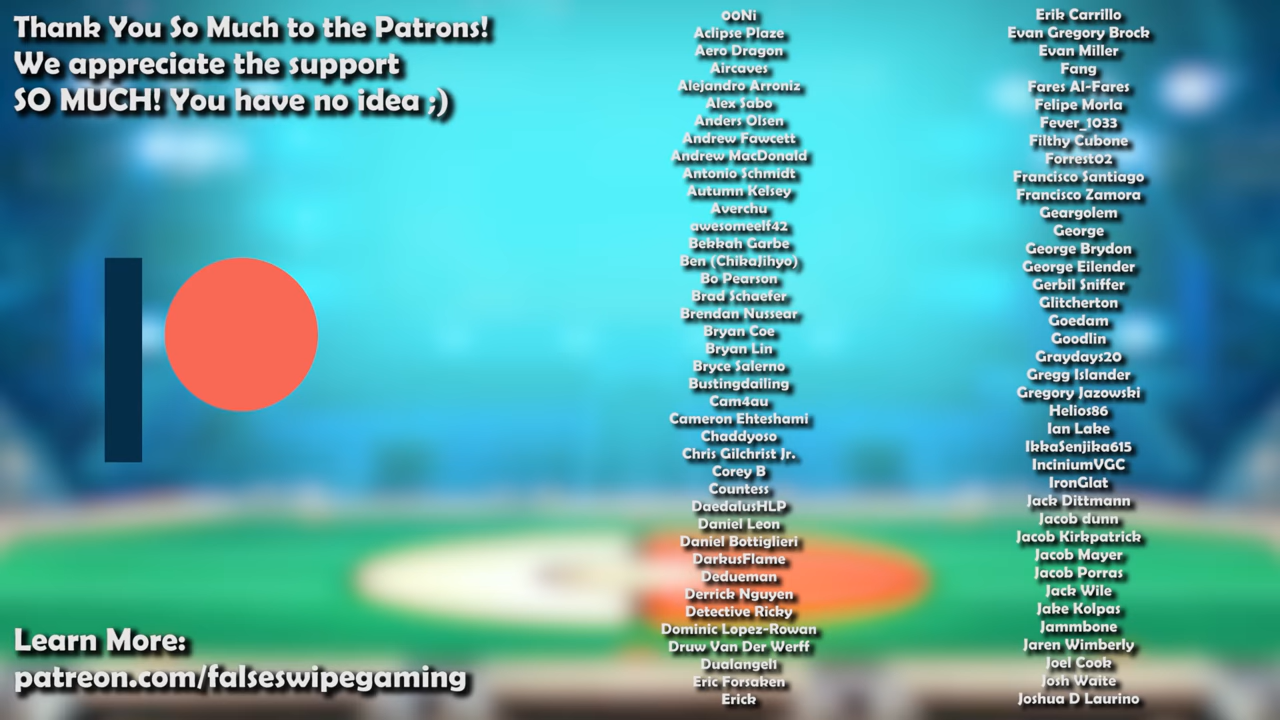 Thank You So Much to the Patrons!
We appreciate the support
SO MUCH! You have no idea ;)
Learn More:
patreon.com/falseswipegaming
00Ni
Aclipse Plaze
Aero Dragon
Aircaves
Alejandro Arroniz
Alex Sabo
Anders Olsen
Andrew Fawcett
Andrew MacDonald
Antonio Schmidt
Autumn Kelsey
Averchu
awesomeelf42
Bekkah Garbe
Ben (ChikaJihyo)
Bo Pearson
Brad Schaefer
Brendan Nussear
Bryan Coe
Bryan Lin
Bryce Salerno
Bustingdailing
Cam4au
Cameron Ehteshami
Chaddyoso
Chris Gilchrist Jr.
Corey B
Countess
DaedalusHLP
Daniel Leon
Daniel Bottiglieri
DarkusFlame
Dedueman
Derrick Nguyen
Detective Ricky
Dominic Lopez-Rowan
Druw Van Der Werff
Dualangel1
Eric Forsaken
Erick
Erik Carrillo
Evan Gregory Brock
Evan Miller
Fang
Fares Al-Fares
Felipe Morla
Fever_1033
Filthy Cubone
Forrest02
Francisco Santiago
Francisco Zamora
Geargolem
George
George Brydon
George Eilender
Gerbil Sniffer
Glitcherton
Goedam
Goodlin
Graydays20
Gregg Islander
Gregory Jazowski
Helios86
Ian Lake
IkkaSenjika615
InciniumVGC
IronGlat
Jack Dittmann
Jacob dunn
Jacob Kirkpatrick
Jacob Mayer
Jacob Porras
Jack Wile
Jake Kolpas
Jammbone
Jaren Wimberly
Joel Cook
Josh Waite
Joshua D Laurino